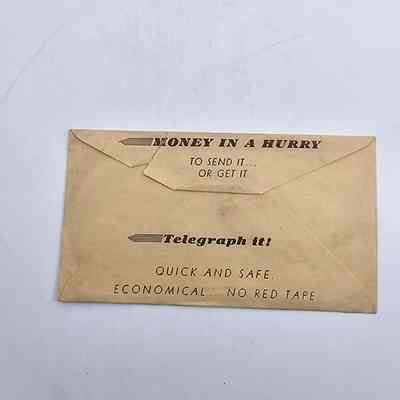 MONEY IN A HURRY
TO SEND IT...
OR GET IT
Telegraph it!
QUICK AND SAFE.
ECONOMICAL. NO RED TAPE